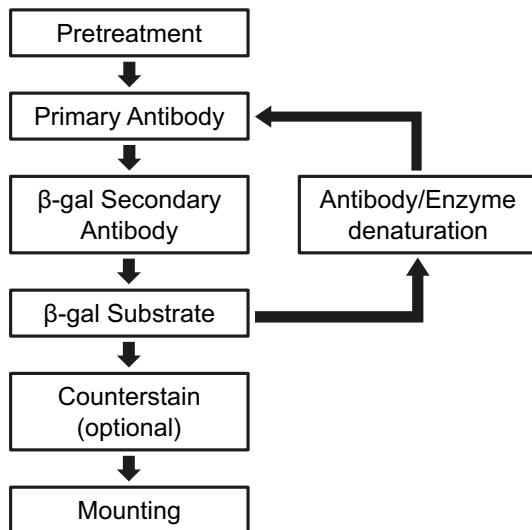 Pretreatment
Primary Antibody
β-gal Secondary
Antibody
Antibody/Enzyme
denaturation
β-gal Substrate
Counterstain
(optional)
Mounting